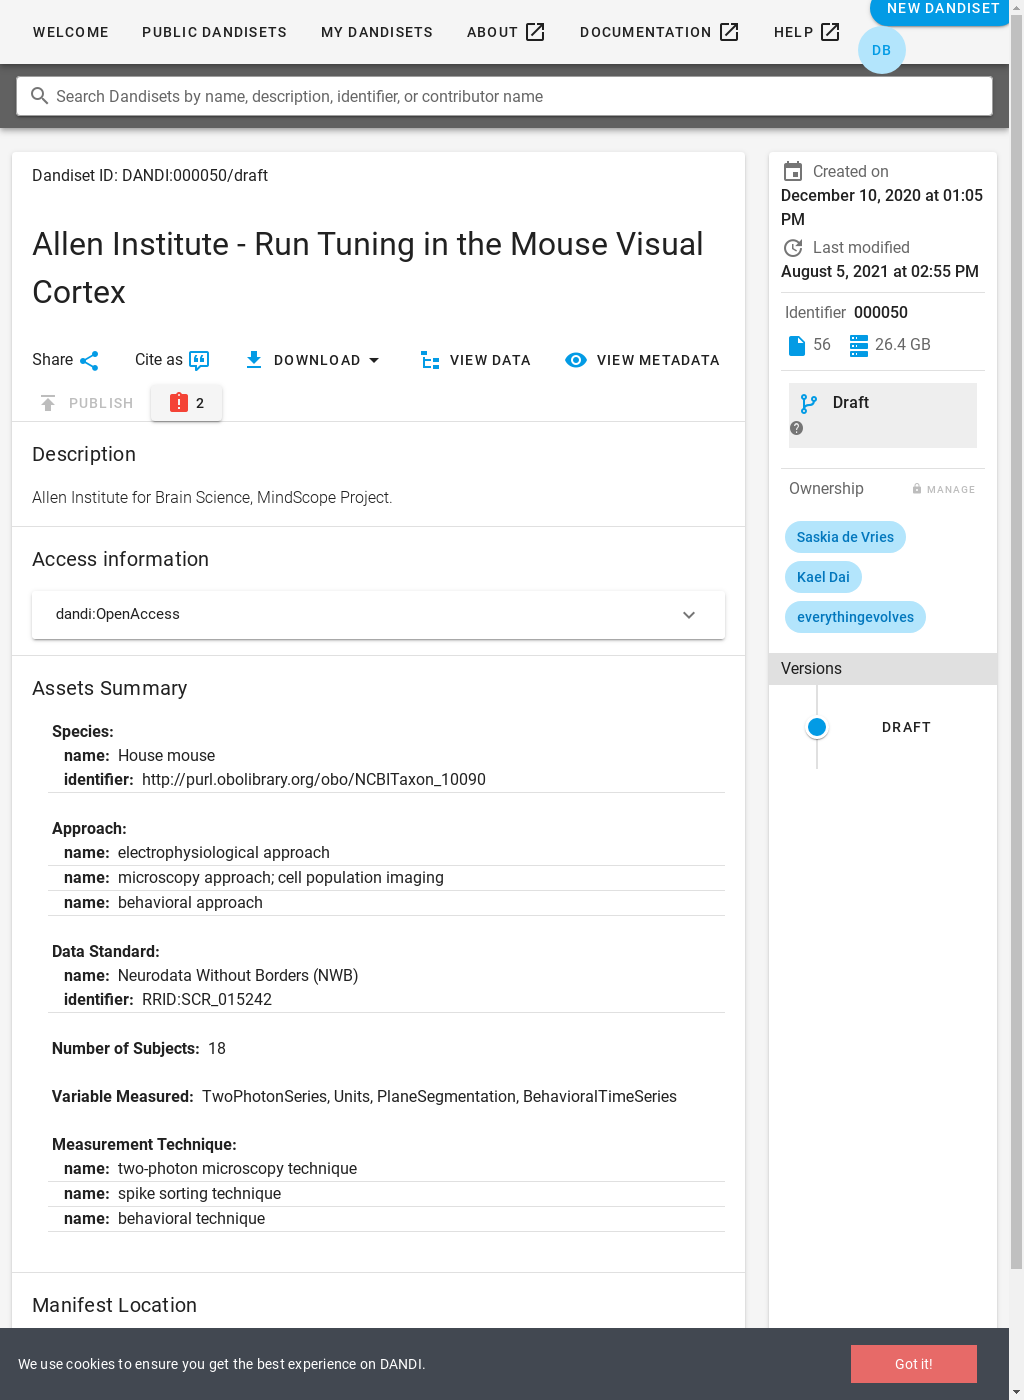 WELCOME PUBLIC DANDISETS MY DANDISETS ABOUT DOCUMENTATION HELP NEW DANDISET
DB
Search Dandisets by name, description, identifier, or contributor name
Dandiset ID: DANDI:000050/draft
Allen Institute - Run Tuning in the Mouse Visual
Cortex
Share Cite as DOWNLOAD VIEW DATA VIEW METADATA
PUBLISH 2
Description
Allen Institute for Brain Science, MindScope Project.
Access information
dandi:OpenAccess
Assets Summary
Species:
name: House mouse
identifier: http://purl.obolibrary.org/obo/NCBITaxon_10090
Approach:
name: electrophysiological approach
name: microscopy approach; cell population imaging
name: behavioral approach
Data Standard:
name: Neurodata Without Borders (NWB)
identifier: RRID:SCR_015242
Number of Subjects: 18
Variable Measured: TwoPhotonSeries, Units, PlaneSegmentation, BehavioralTimeSeries
Measurement Technique:
name: two-photon microscopy technique
name: spike sorting technique
name: behavioral technique
Manifest Location
Created on
December 10, 2020 at 01:05
PM
Last modified
August 5, 2021 at 02:55 PM
Identifier 000050
56 26.4 GB
Draft
Ownership MANAGE
Saskia de Vries
Kael Dai
everythingevolves
Versions
DRAFT
We use cookies to ensure you get the best experience on DANDI.
Got it!